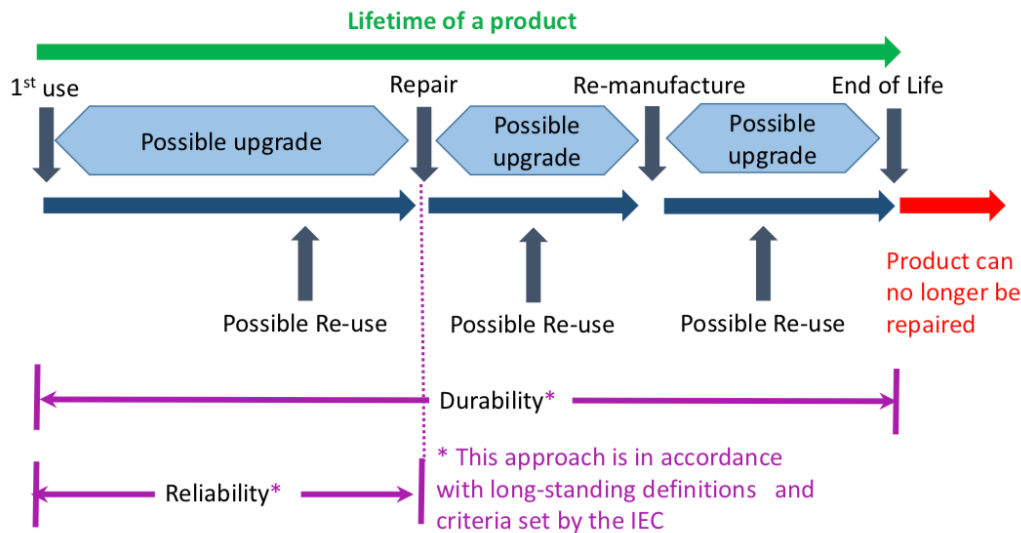 Lifetime of a product
1st use
Repair
Re-manufacture
End of Life
Possible upgrade
Possible
upgrade
Possible
upgrade
Possible Re-use
Possible Re-use
Possible Re-use
Product can
no longer be
repaired
Durability*
Reliability*
* This approach is in accordance
with long-standing definitions and
criteria set by the IEC